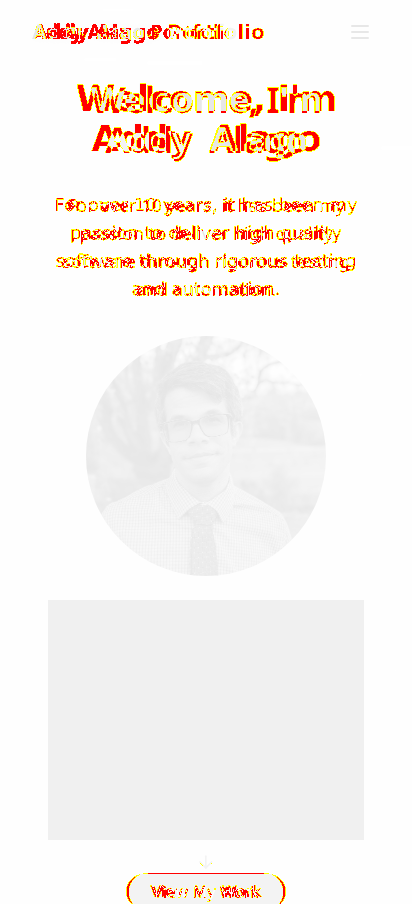 Addy Alago Portfolio
Welcome, I'm
Addy Alago
For over 10 years, it has been my
passion to deliver high quality
software through rigorous testing
and automation.
View My Work